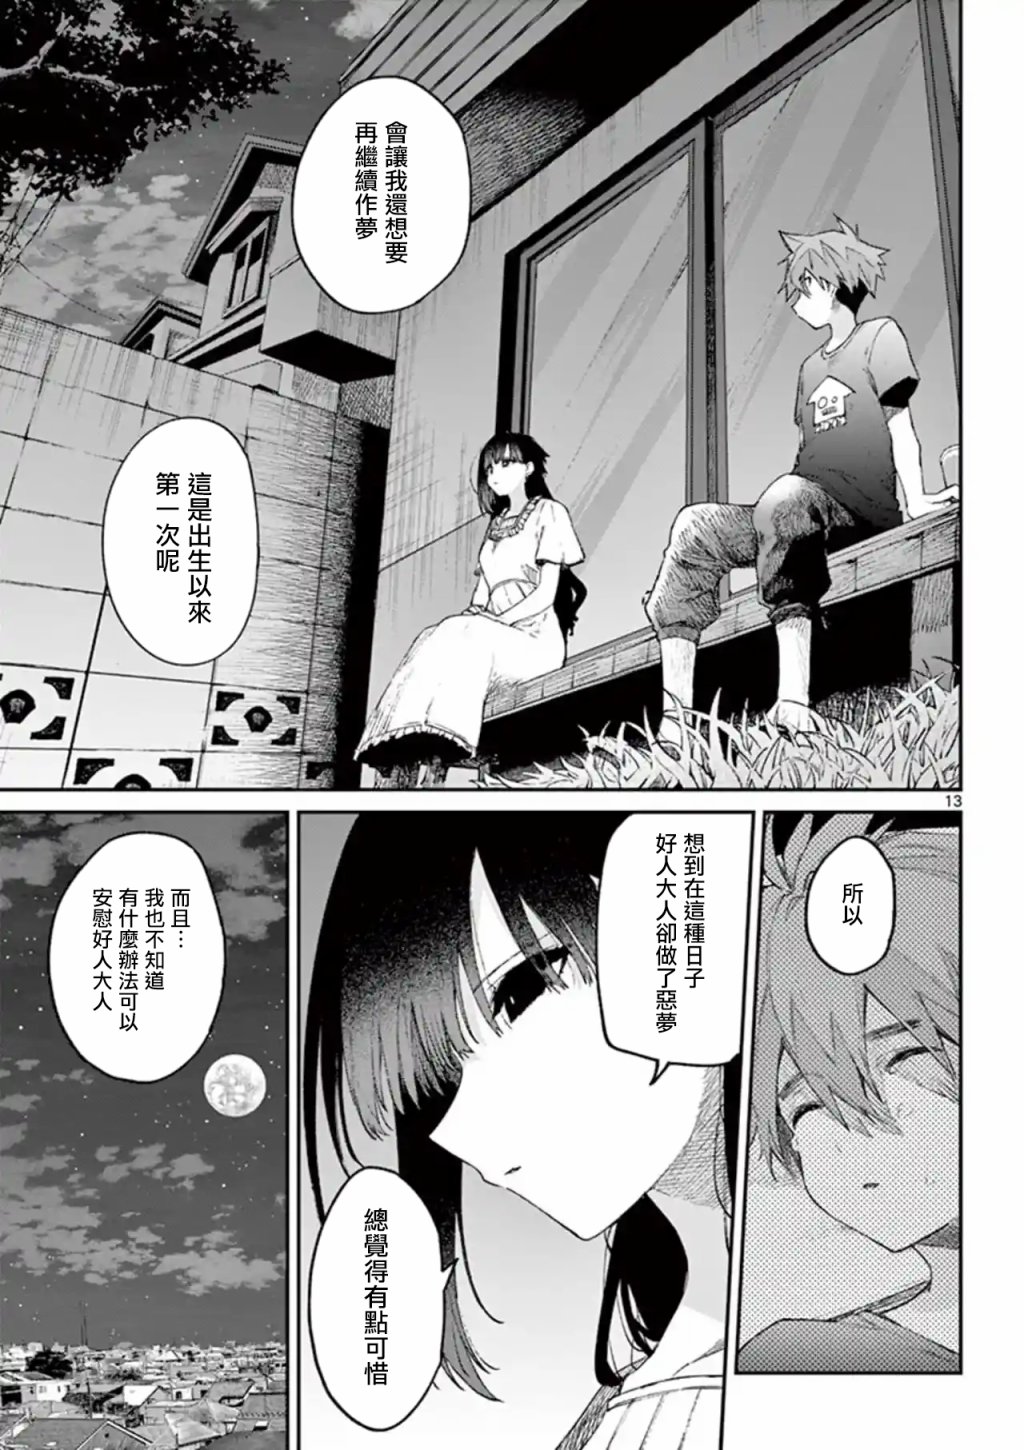 會讓我還想要
再繼續作夢
這是出生以來
第一次呢
13
所以
想到在這種日子
好人大人卻做了惡夢
總覺得有點可惜
而且…
我也不知道
有什麼辦法可以
安慰好人大人